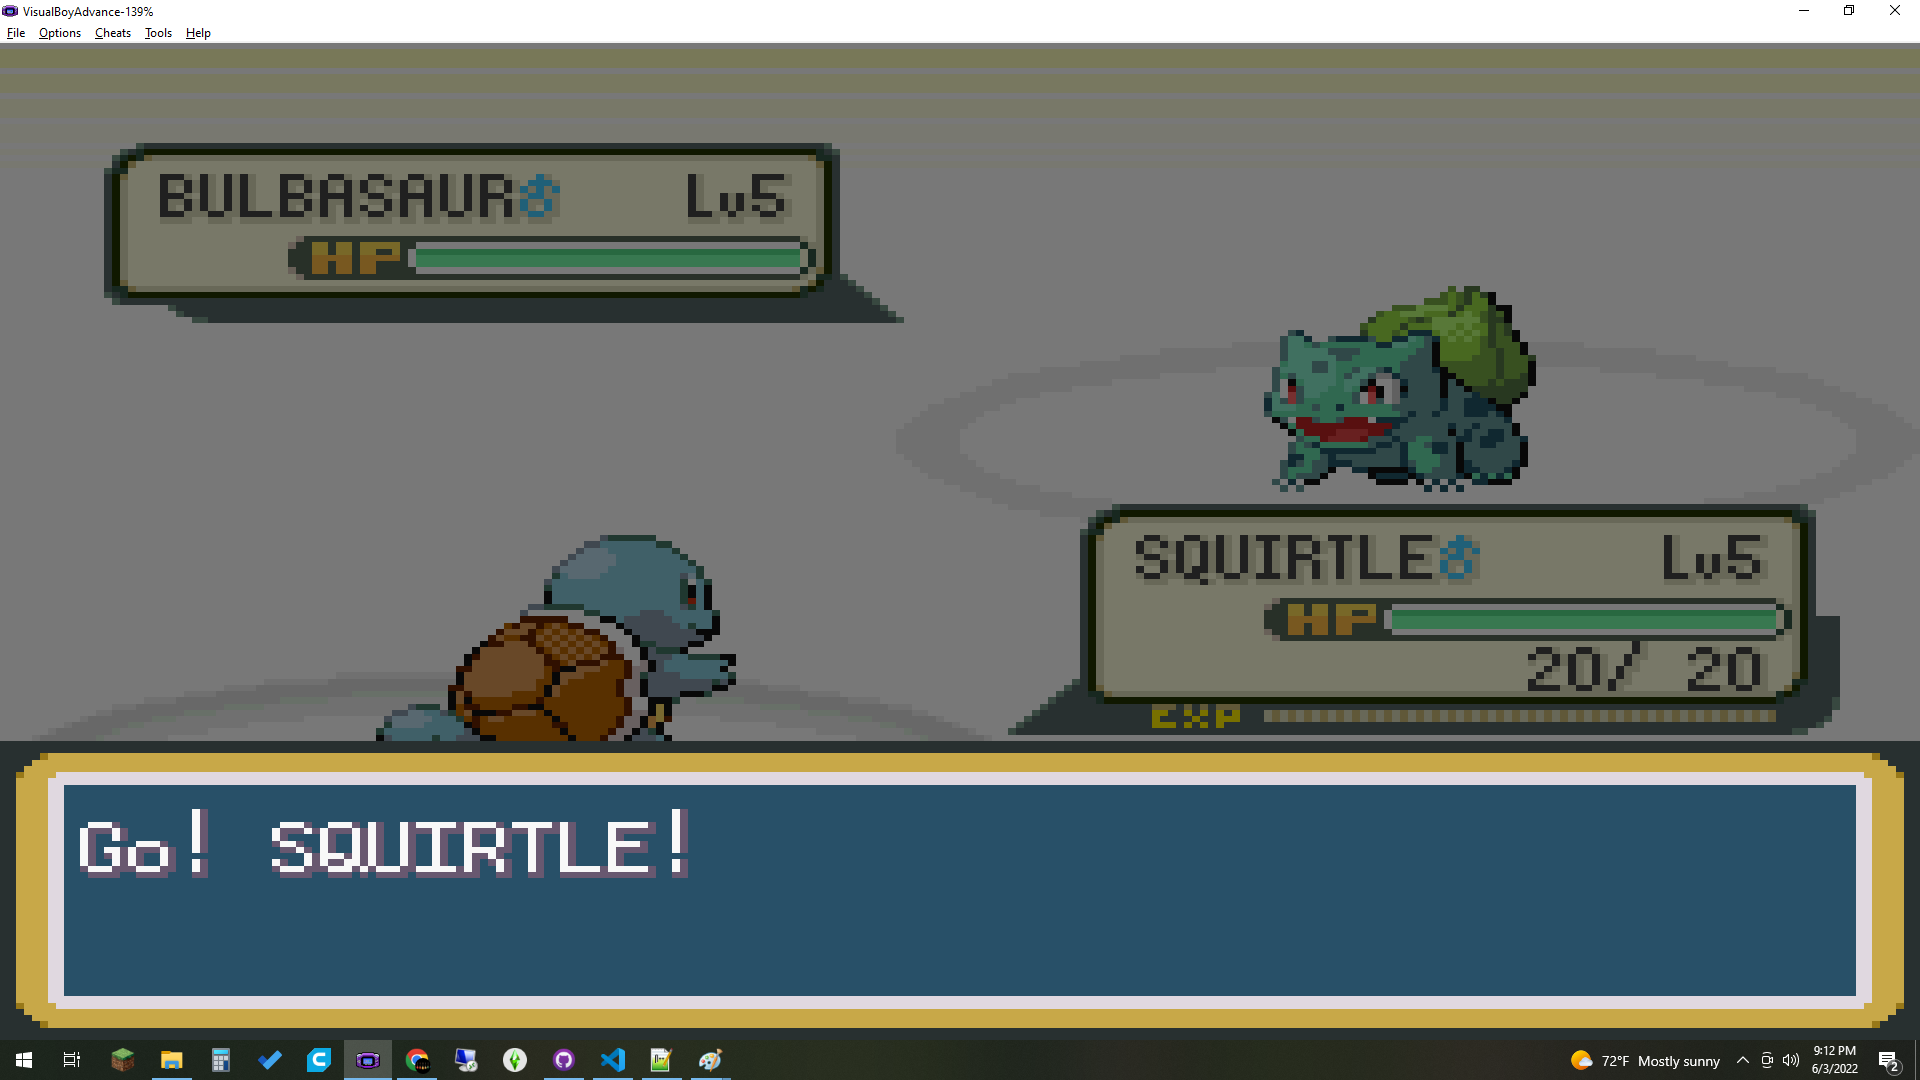 VisualBoyAdvance-139%
File Options Cheats Tools Help
BULBASAUR♂ Lv5
HP
SQUIRTLE♂ Lv5
HP
20/ 20
EXP
Go! SQUIRTLE!
72°F Mostly sunny
9:12 PM
6/3/2022
2